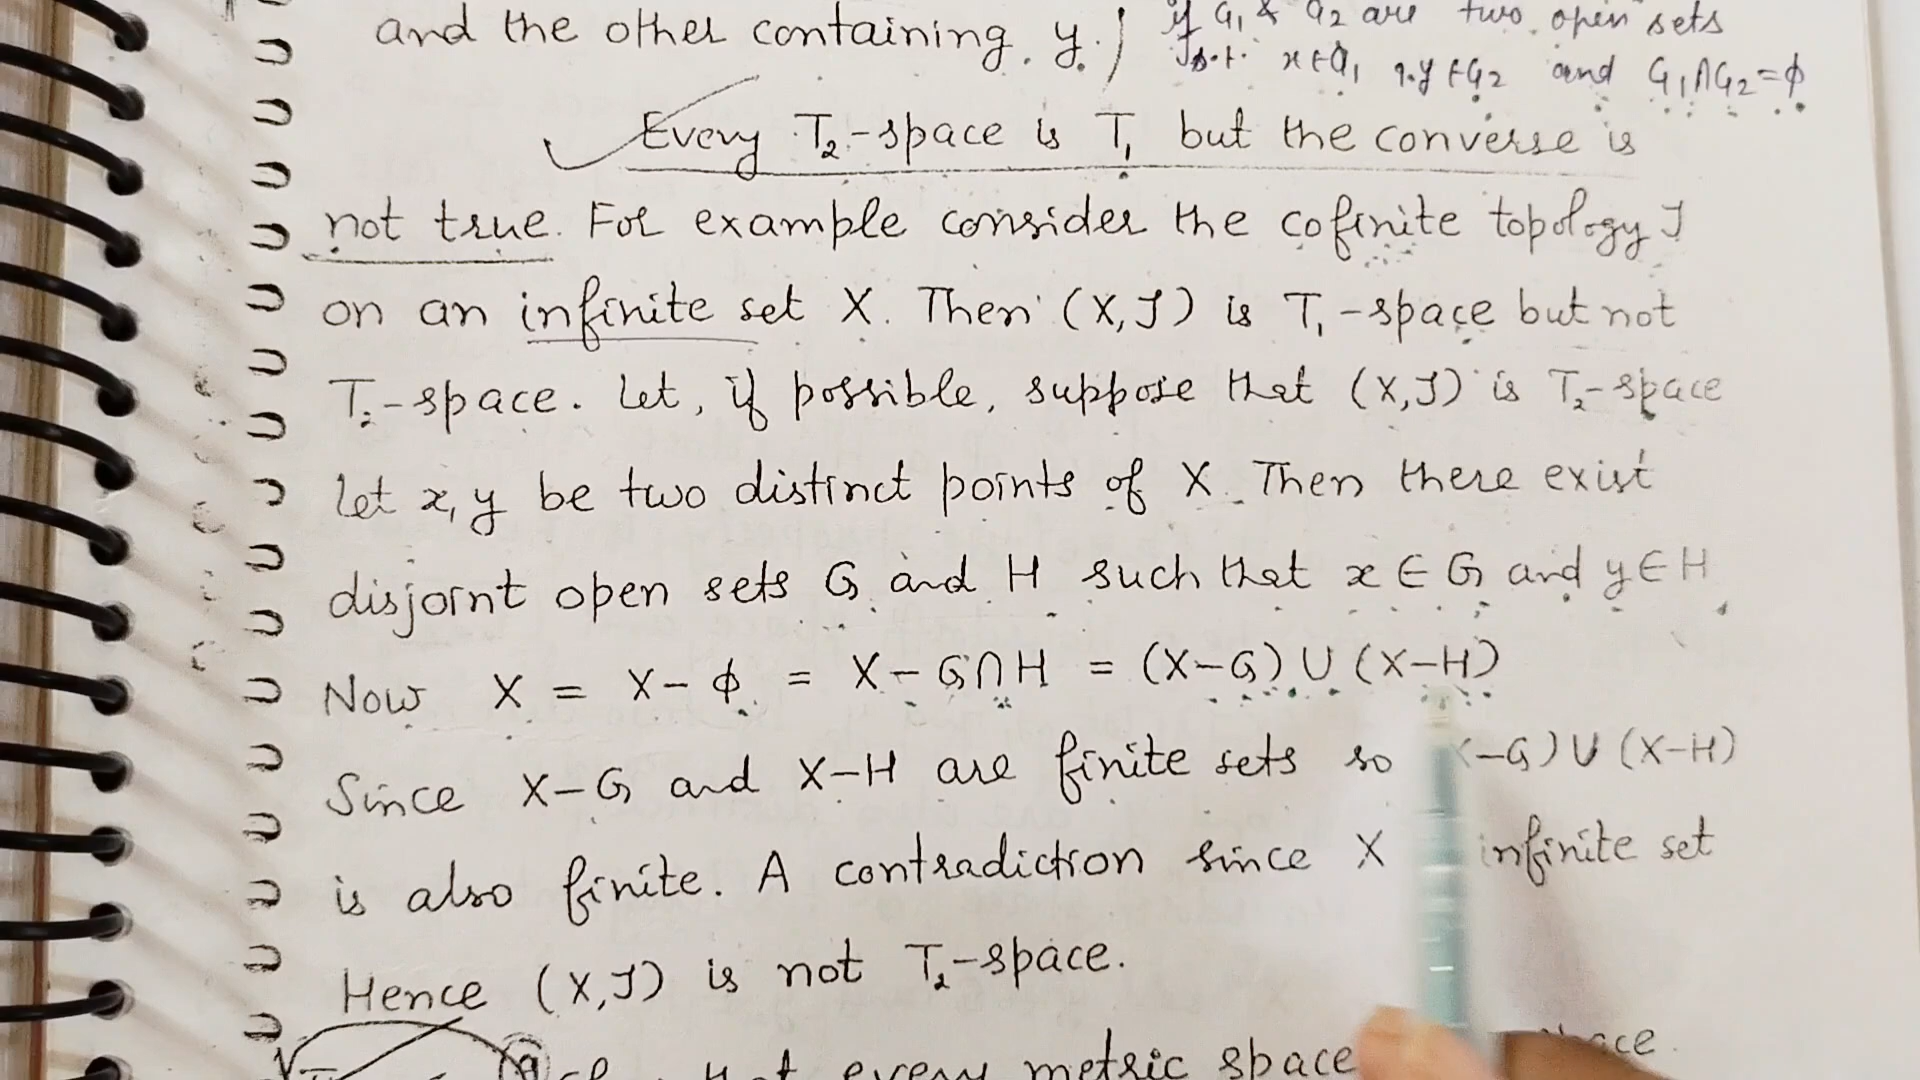 and the other containing y.) if G₁ & G₂ are two open sets
s.t. x∈G₁ & y∈G₂ and G₁∩G₂=ϕ
Every T₂-space is T₁ but the converse is
not true. For example consider the cofinite topology J
on an infinite set X. Then (X,J) is T₁-space but not
T₂-space. Let, if possible, suppose that (X,J) is T₂-space
let x,y be two distinct points of X. Then there exist
disjoint open sets G and H such that x∈G and y∈H
Now X = X-ϕ = X-G∩H = (X-G)∪(X-H)
Since X-G and X-H are finite sets so -G)∪(X-H)
is also finite. A contradiction since X infinite set
Hence (X,J) is not T₂-space.
every metric space